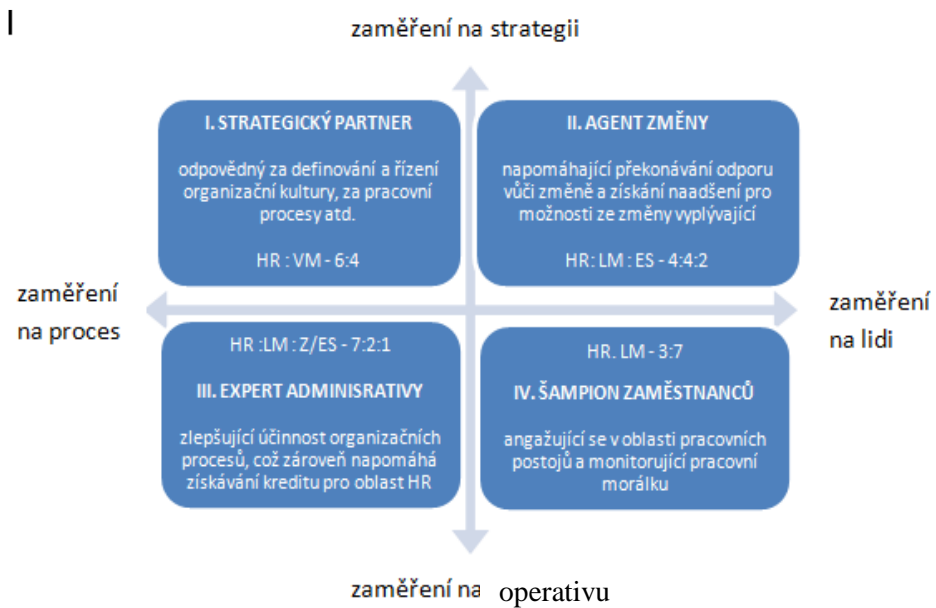 I
zaměření na strategii
I. STRATEGICKÝ PARTNER
odpovědný za definování a řízení
organizační kultury, za pracovní
procesy atd.
HR : VM - 6:4
II. AGENT ZMĚNY
napomáhající překonávání odporu
vůči změně a získání naadšení pro
možnosti ze změny vyplývající
HR: LM : ES - 4:4:2
zaměření
na proces
zaměření
na lidi
HR :LM : Z/ES - 7:2:1
III. EXPERT ADMINISRATIVY
zlepšující účinnost organizačních
procesů, což zároveň napomáhá
získávání kreditu pro oblast HR
HR. LM - 3:7
IV. ŠAMPION ZAMĚSTNANCŮ
angažující se v oblasti pracovních
postojů a monitorující pracovní
morálku
zaměření na operativu